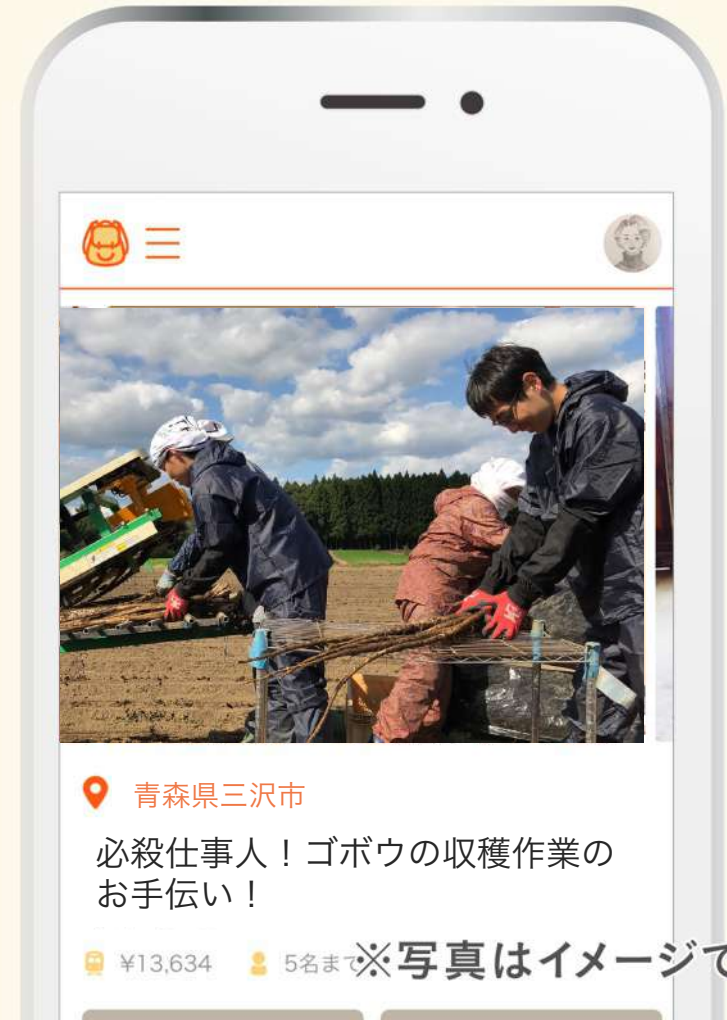 青森県三沢市
必殺仕事人！ゴボウの収穫作業の
お手伝い！
¥13,634 5名まで
※写真はイメージで